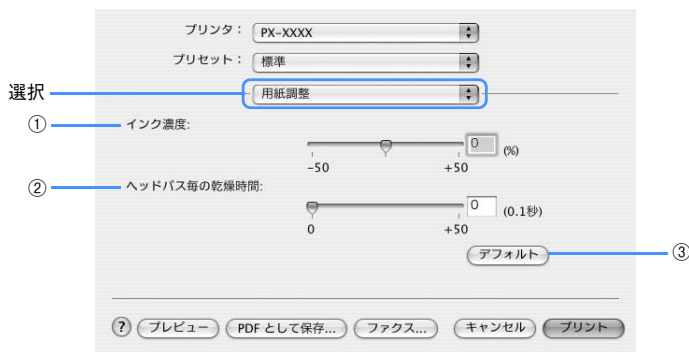 プリンタ： PX-XXXX
プリセット： 標準
選択 用紙調整
① インク濃度:
0 (%)
-50 +50
② ヘッドパス毎の乾燥時間:
0 (0.1秒)
0 +50
デフォルト ③
? プレビュー PDF として保存... ファクス... キャンセル プリント